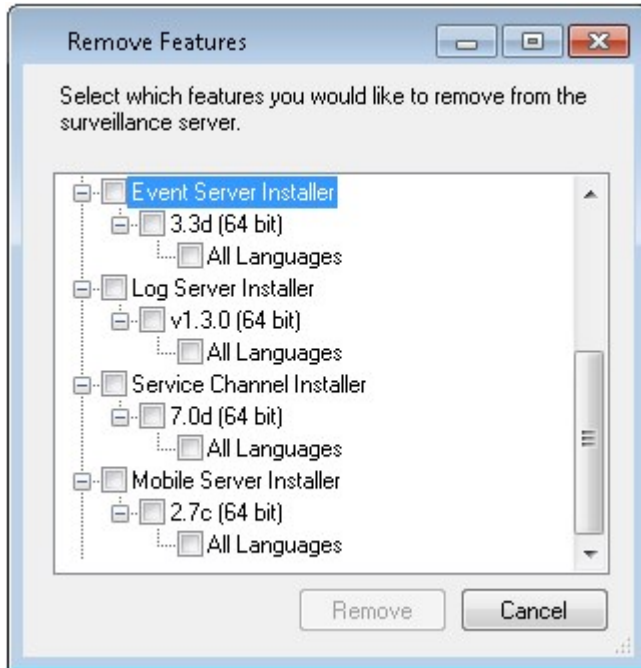 Remove Features
Select which features you would like to remove from the
surveillance server.
Event Server Installer
3.3d (64 bit)
All Languages
Log Server Installer
v1.3.0 (64 bit)
All Languages
Service Channel Installer
7.0d (64 bit)
All Languages
Mobile Server Installer
2.7c (64 bit)
All Languages
Remove
Cancel